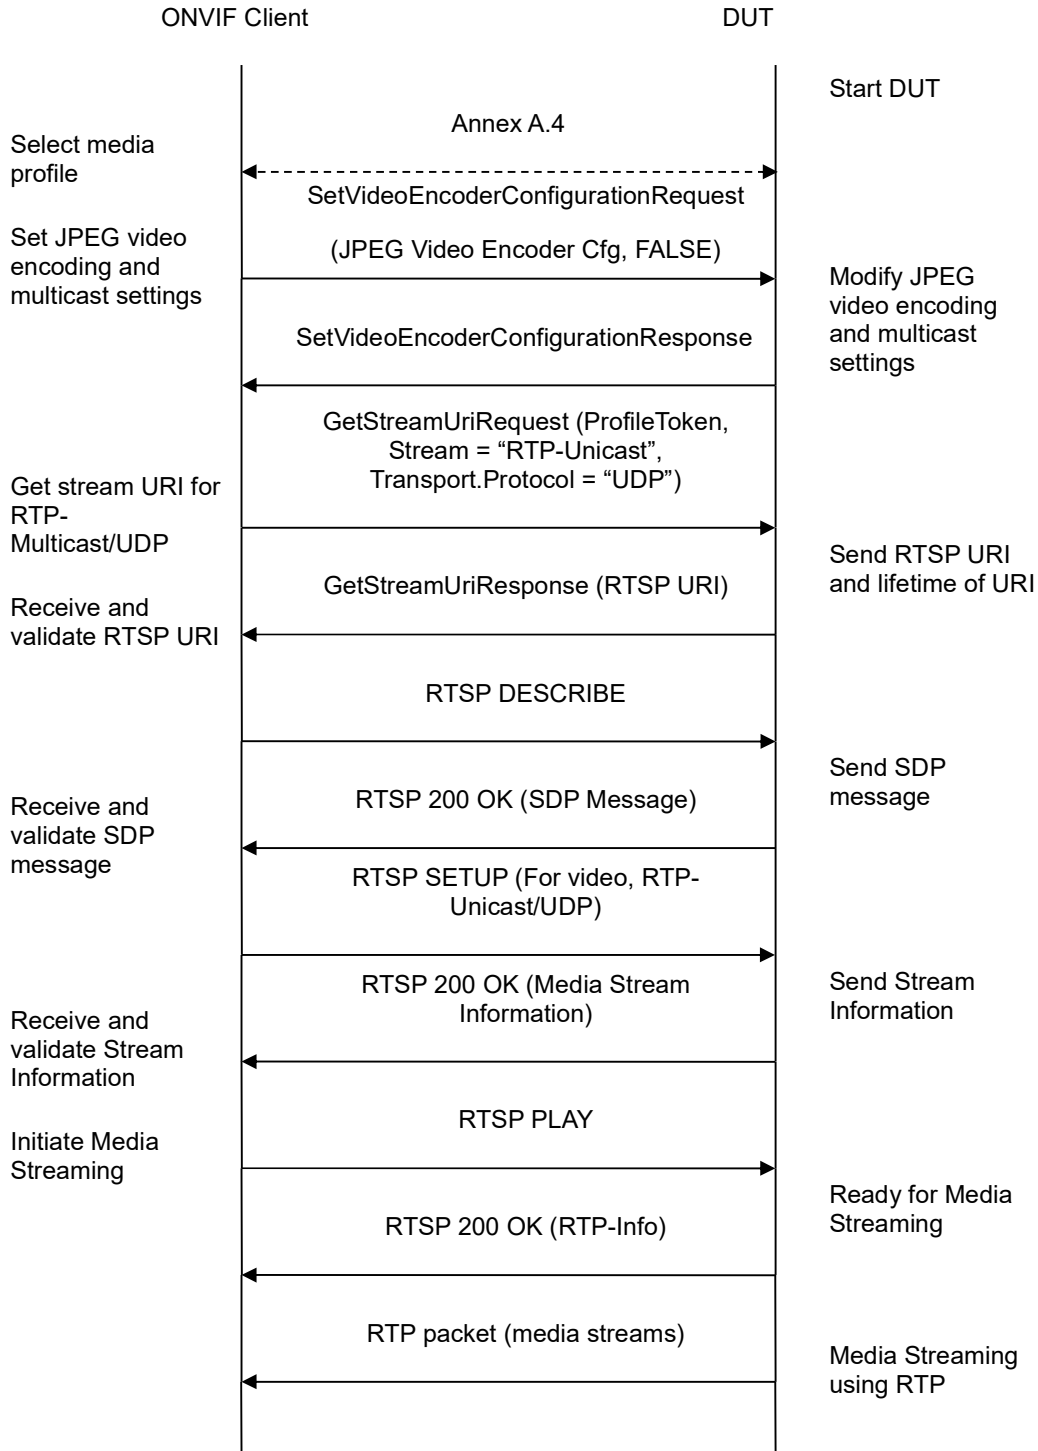 ONVIF Client
DUT
Start DUT
Annex A.4
Select media
profile
SetVideoEncoderConfigurationRequest
Set JPEG video
encoding and
multicast settings
(JPEG Video Encoder Cfg, FALSE)
Modify JPEG
video encoding
and multicast
settings
SetVideoEncoderConfigurationResponse
GetStreamUriRequest (ProfileToken,
Stream = “RTP-Unicast”,
Transport.Protocol = “UDP”)
Get stream URI for
RTP-
Multicast/UDP
Send RTSP URI
and lifetime of URI
GetStreamUriResponse (RTSP URI)
Receive and
validate RTSP URI
RTSP DESCRIBE
Send SDP
message
RTSP 200 OK (SDP Message)
Receive and
validate SDP
message
RTSP SETUP (For video, RTP-
Unicast/UDP)
Send Stream
Information
RTSP 200 OK (Media Stream
Information)
Receive and
validate Stream
Information
RTSP PLAY
Initiate Media
Streaming
Ready for Media
Streaming
RTSP 200 OK (RTP-Info)
RTP packet (media streams)
Media Streaming
using RTP